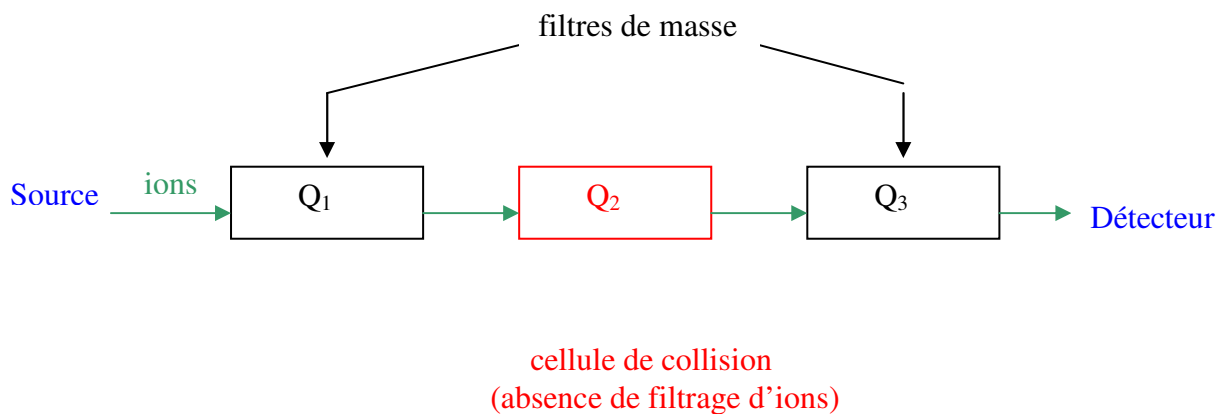 filtres de masse
Source
ions
Q1
Q2
Q3
Détecteur
cellule de collision
(absence de filtrage d’ions)